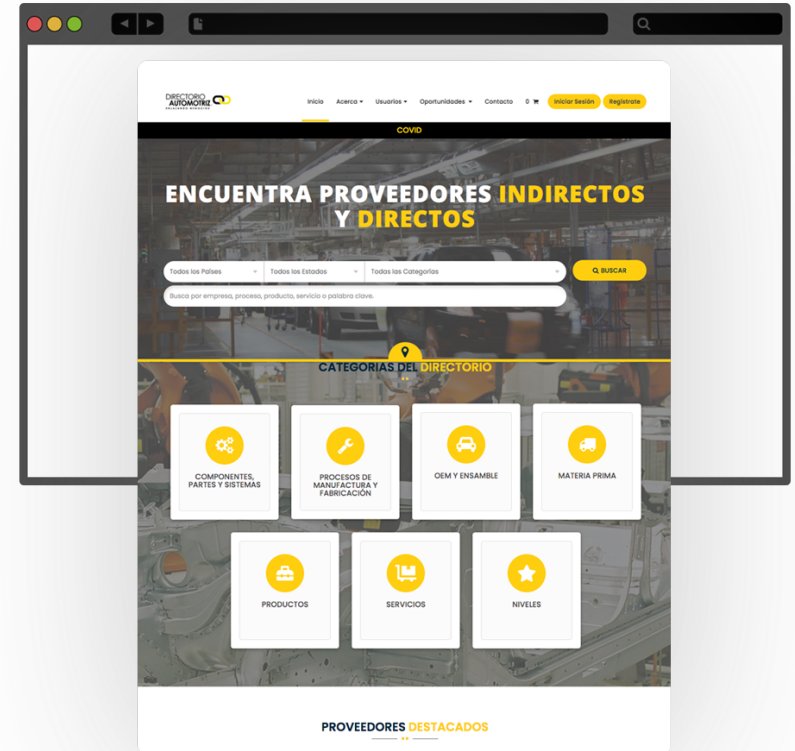 DIRECTORIO
AUTOMOTRIZ
Inicio Acerca Usuarios Oportunidades Contacto 0 Iniciar Sesión Regístrate
COVID
ENCUENTRA PROVEEDORES INDIRECTOS
Y DIRECTOS
Todos los Países Todos los Estados Todas las Categorías BUSCAR
Busca por empresa, proceso, producto, servicio o palabra clave.
CATEGORÍAS DEL DIRECTORIO
COMPONENTES,
PARTES Y SISTEMAS
PROCESOS DE
MANUFACTURA Y
FABRICACIÓN
OEM Y ENSAMBLE
MATERIA PRIMA
PRODUCTOS
SERVICIOS
NIVELES
PROVEEDORES DESTACADOS